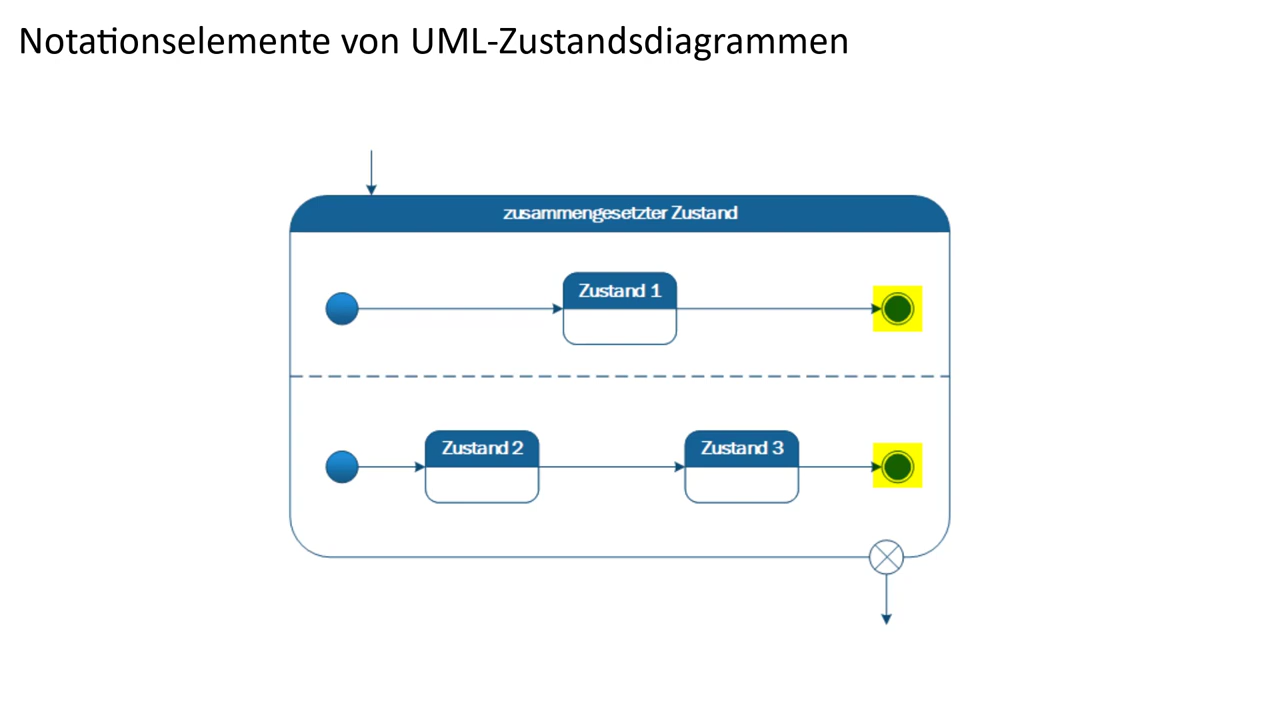 Notationselemente von UML-Zustandsdiagrammen
zusammengesetzter Zustand
Zustand 1
Zustand 2
Zustand 3